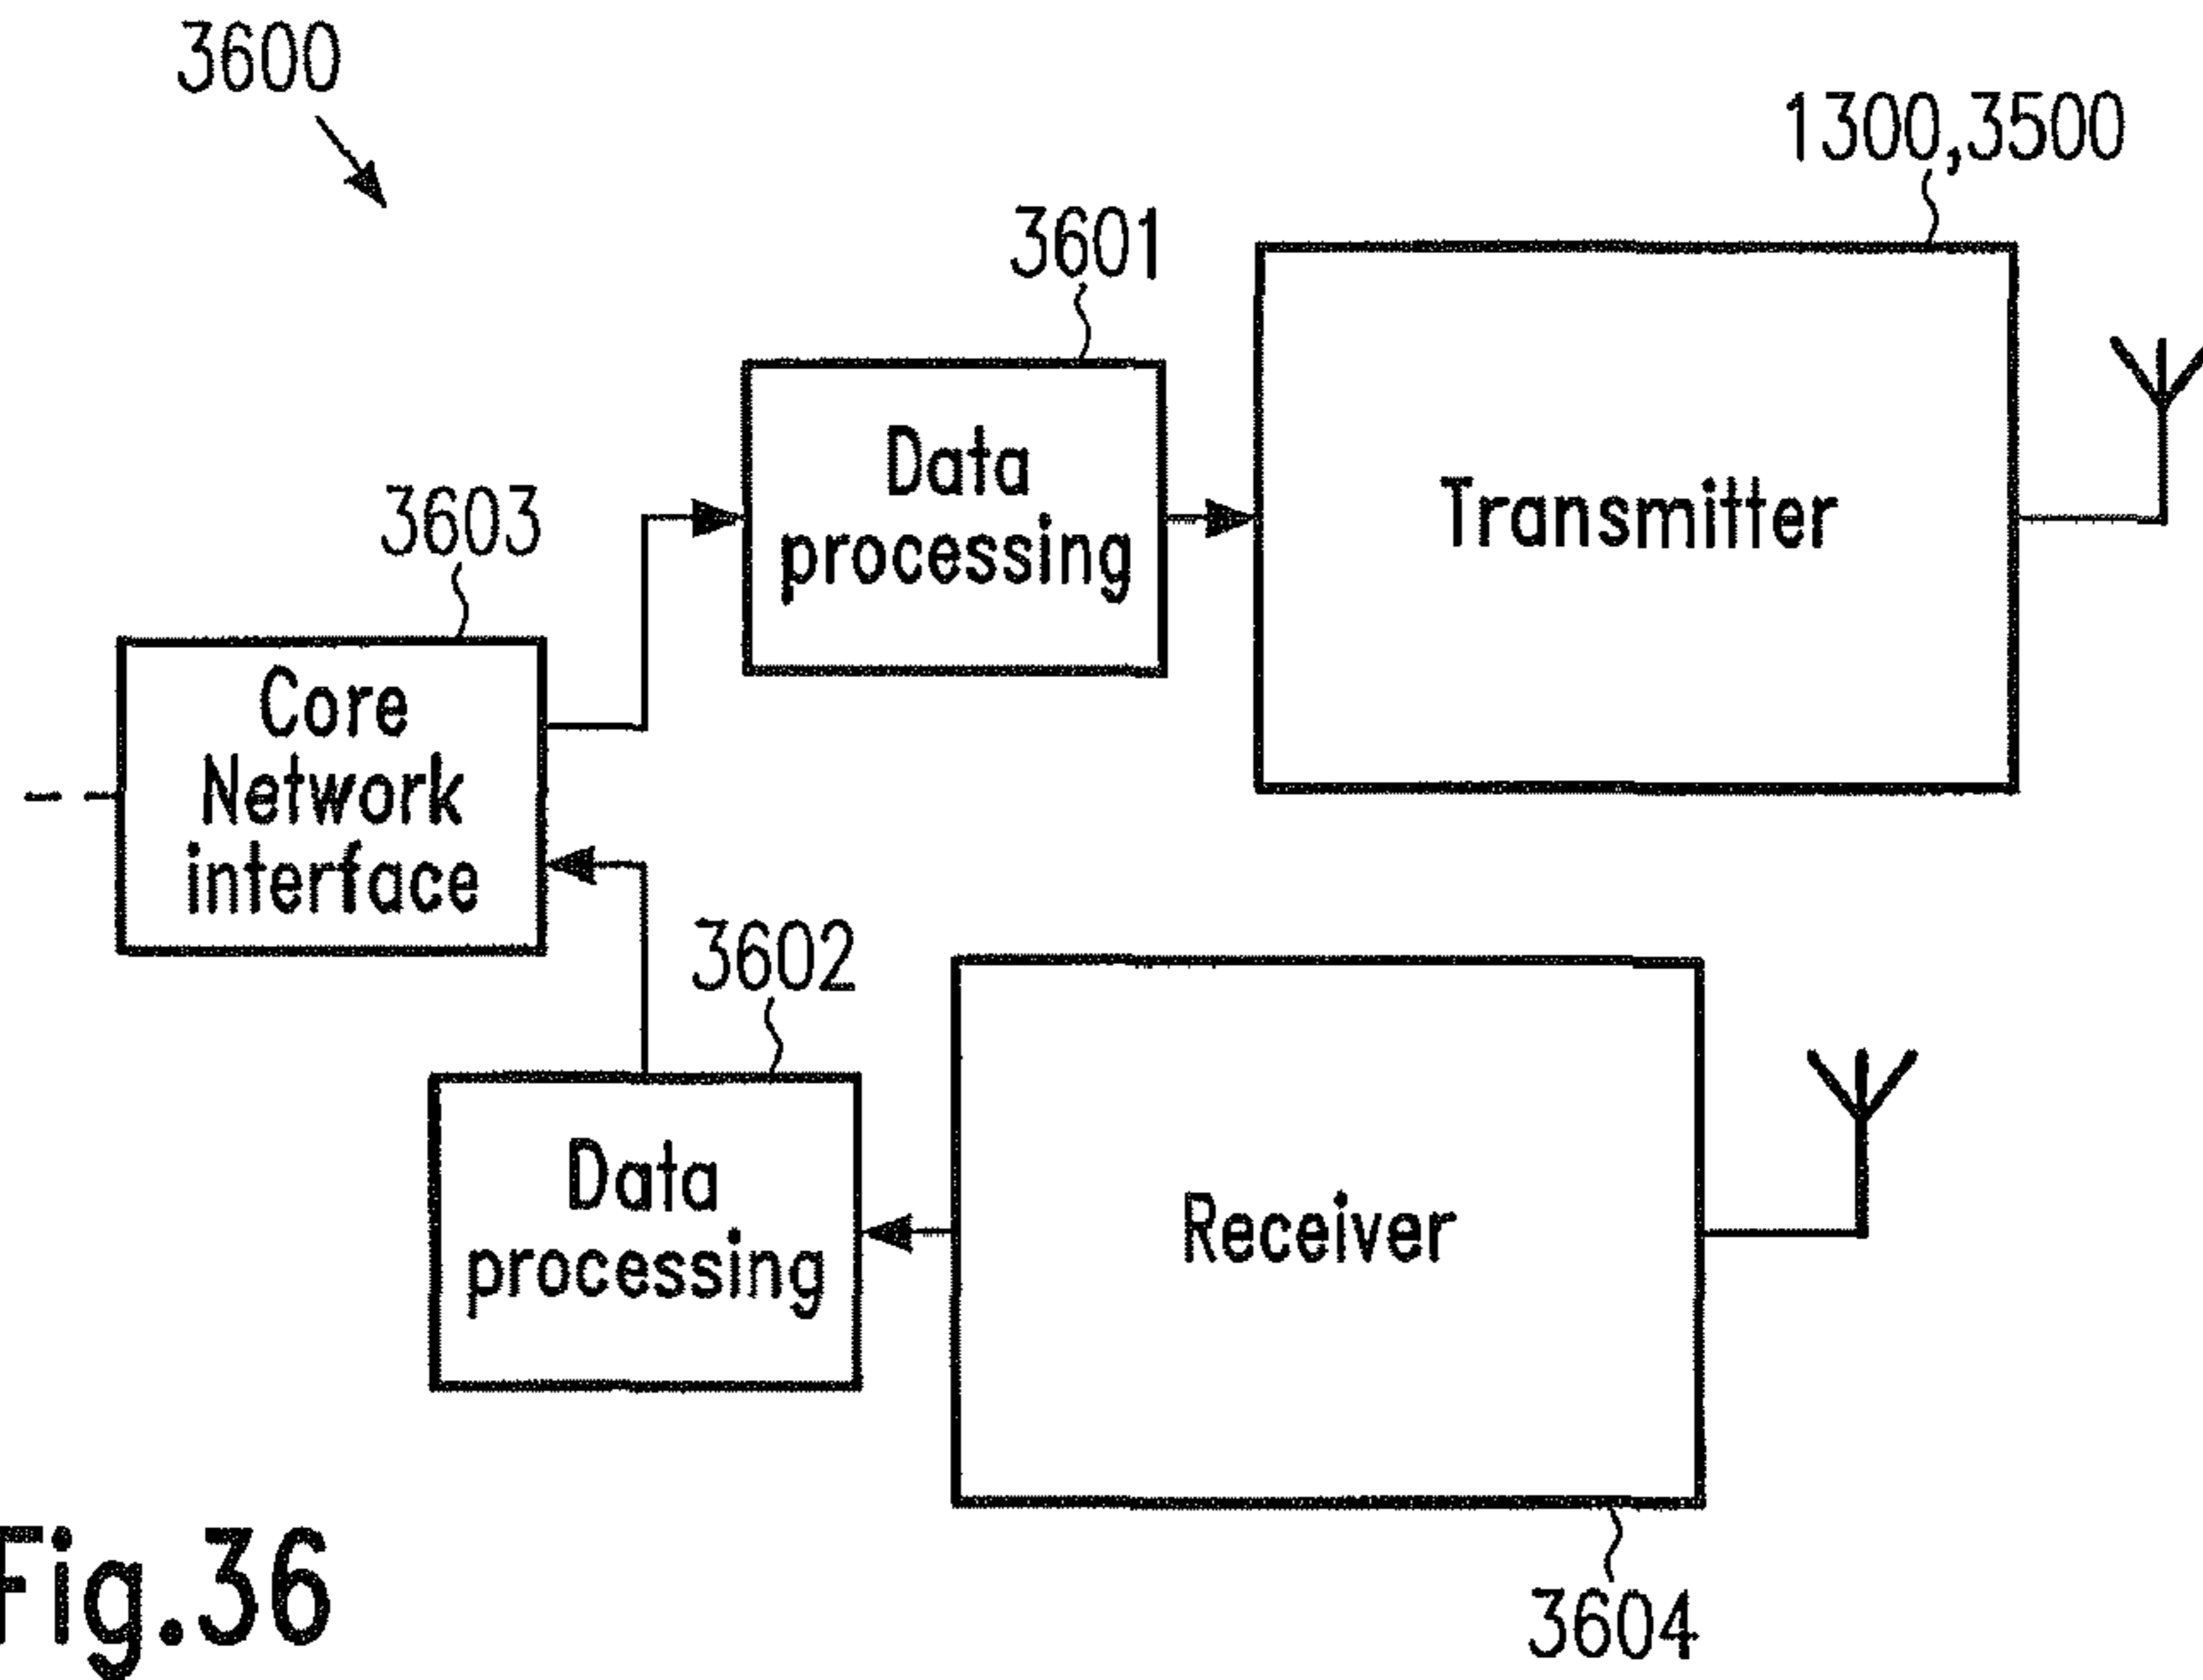 3600
1300,3500
3601
Data
processing
Transmitter
3603
Core
Network
interface
3602
Data
processing
Receiver
3604
Fig.36